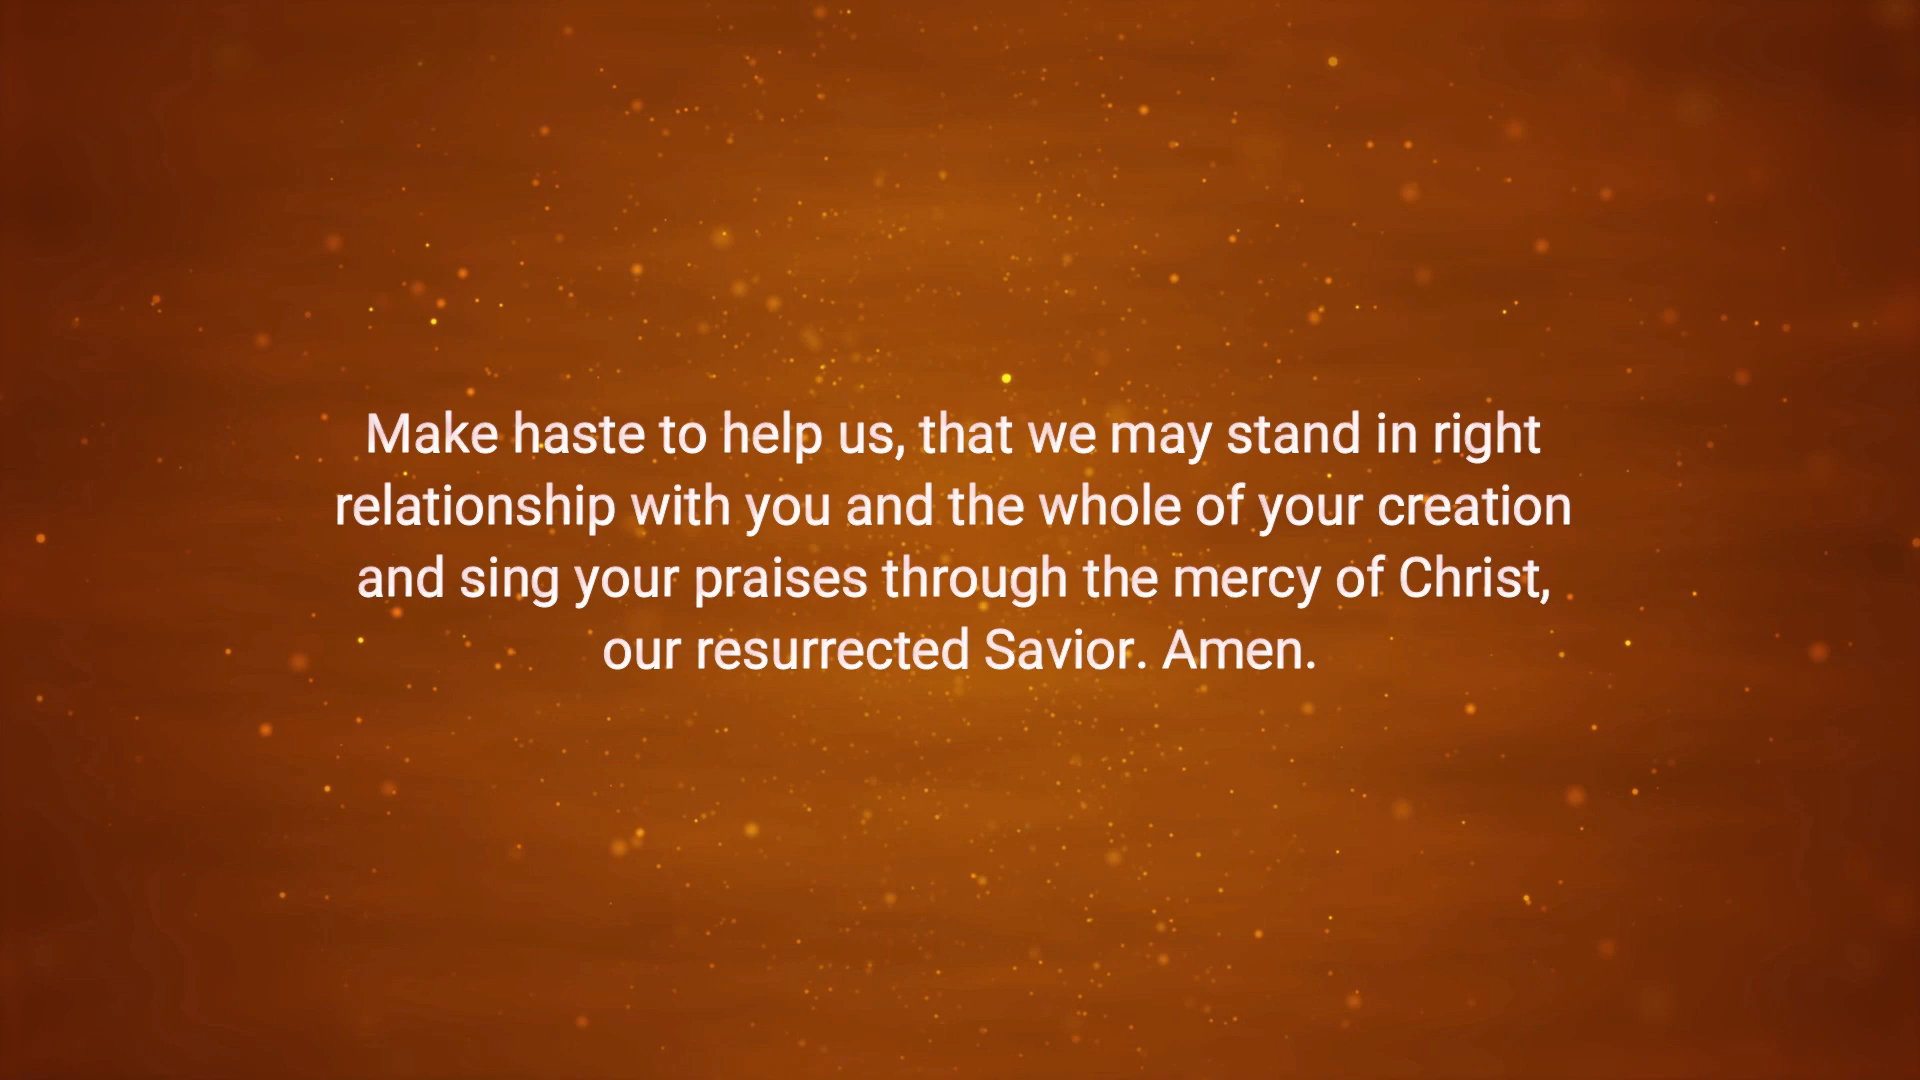 Make haste to help us, that we may stand in right
relationship with you and the whole of your creation
and sing your praises through the mercy of Christ,
our resurrected Savior. Amen.